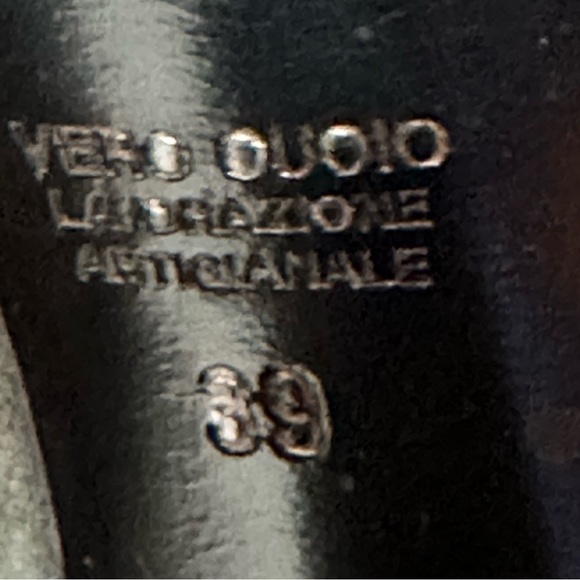 VERO CUOIO
LAVORAZIONE
ARTIGIANALE
39